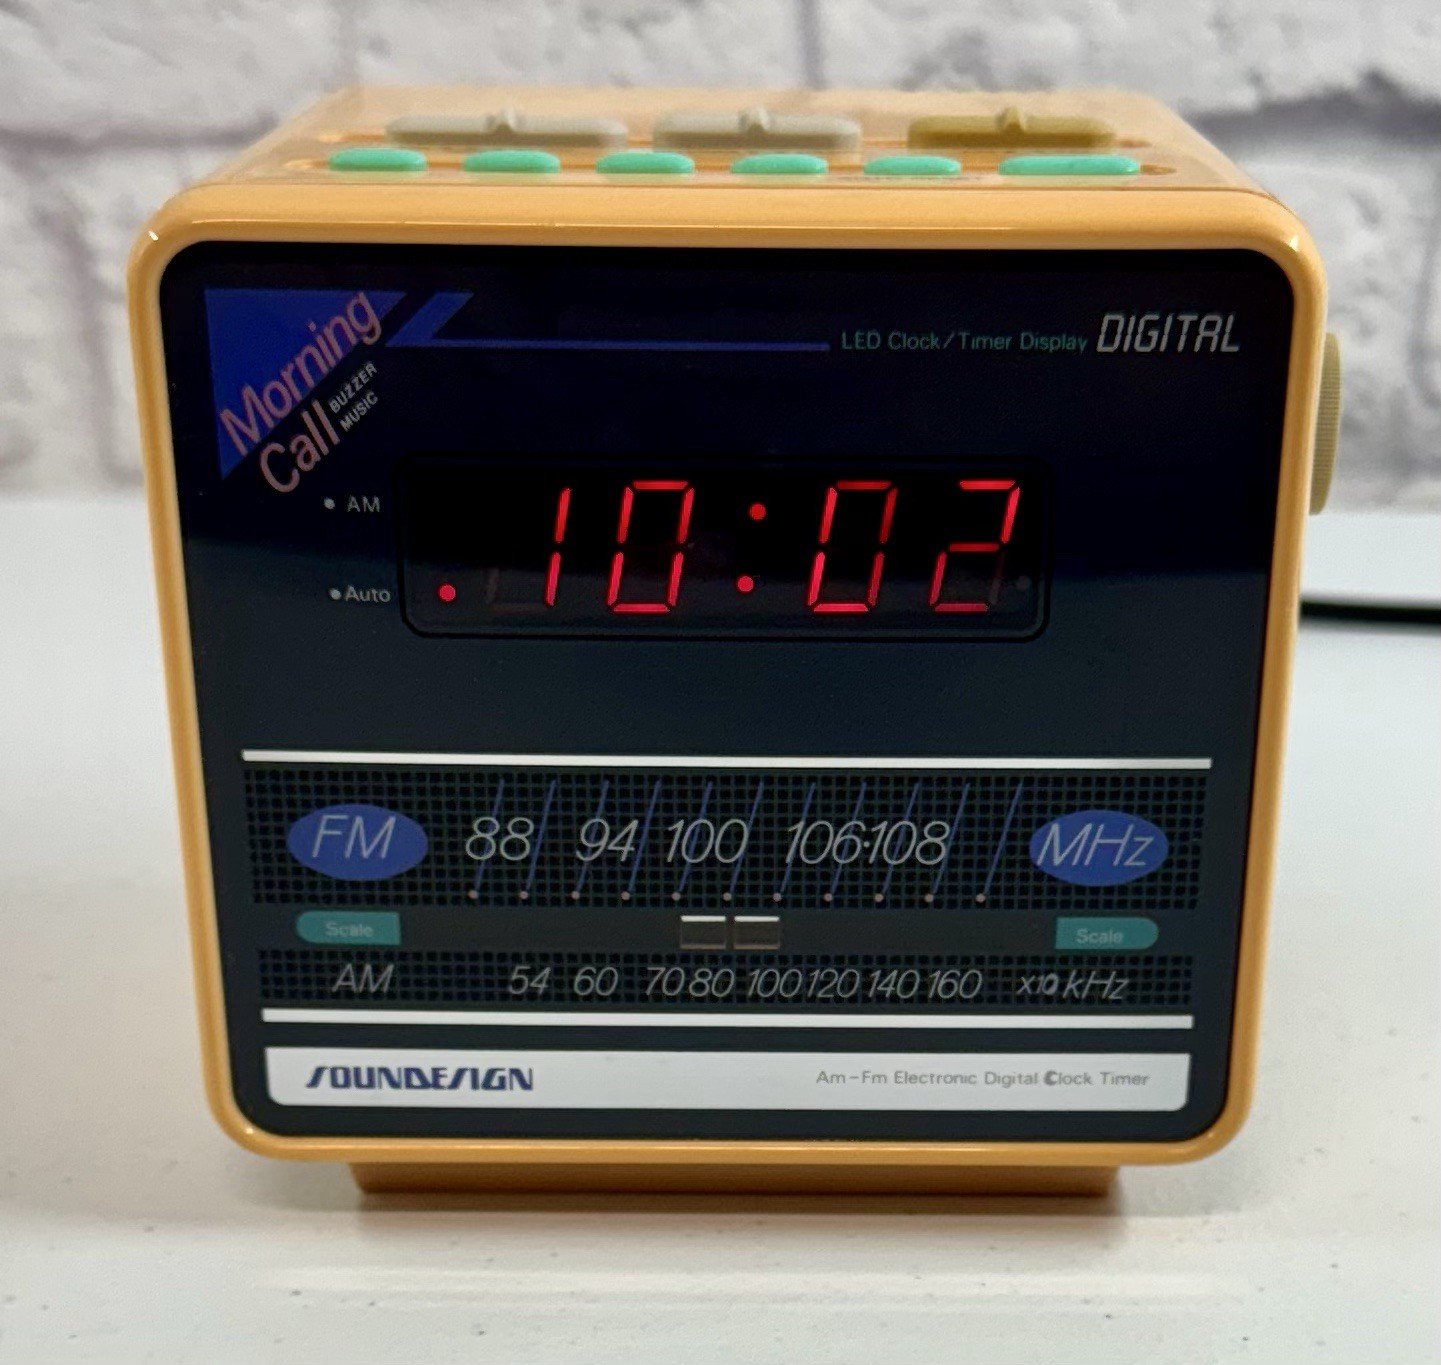 LED Clock/Timer Display DIGITAL
Morning
Call
BUZZER
MUSIC
AM
10:02
Auto
FM 88 94 100 106·108 MHz
Scale Scale
AM 54 60 70 80 100 120 140 160 x10 kHz
SOUNDESIGN Am-Fm Electronic Digital Clock Timer